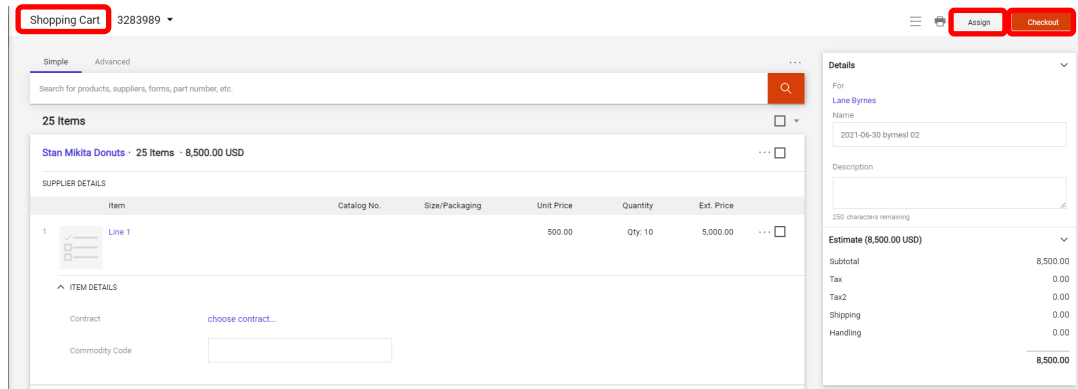 Shopping Cart 3283989
Assign
Checkout
Simple Advanced ...
Search for products, suppliers, forms, part number, etc.
25 Items
Stan Mikita Donuts · 25 Items · 8,500.00 USD ...
SUPPLIER DETAILS
Item Catalog No. Size/Packaging Unit Price Quantity Ext. Price
1 Line 1 500.00 Qty: 10 5,000.00 ...
ITEM DETAILS
Contract choose contract...
Commodity Code
Details
For
Lane Byrnes
Name
2021-06-30 byrnesl 02
Description
250 characters remaining
Estimate (8,500.00 USD)
Subtotal 8,500.00
Tax 0.00
Tax2 0.00
Shipping 0.00
Handling 0.00
8,500.00